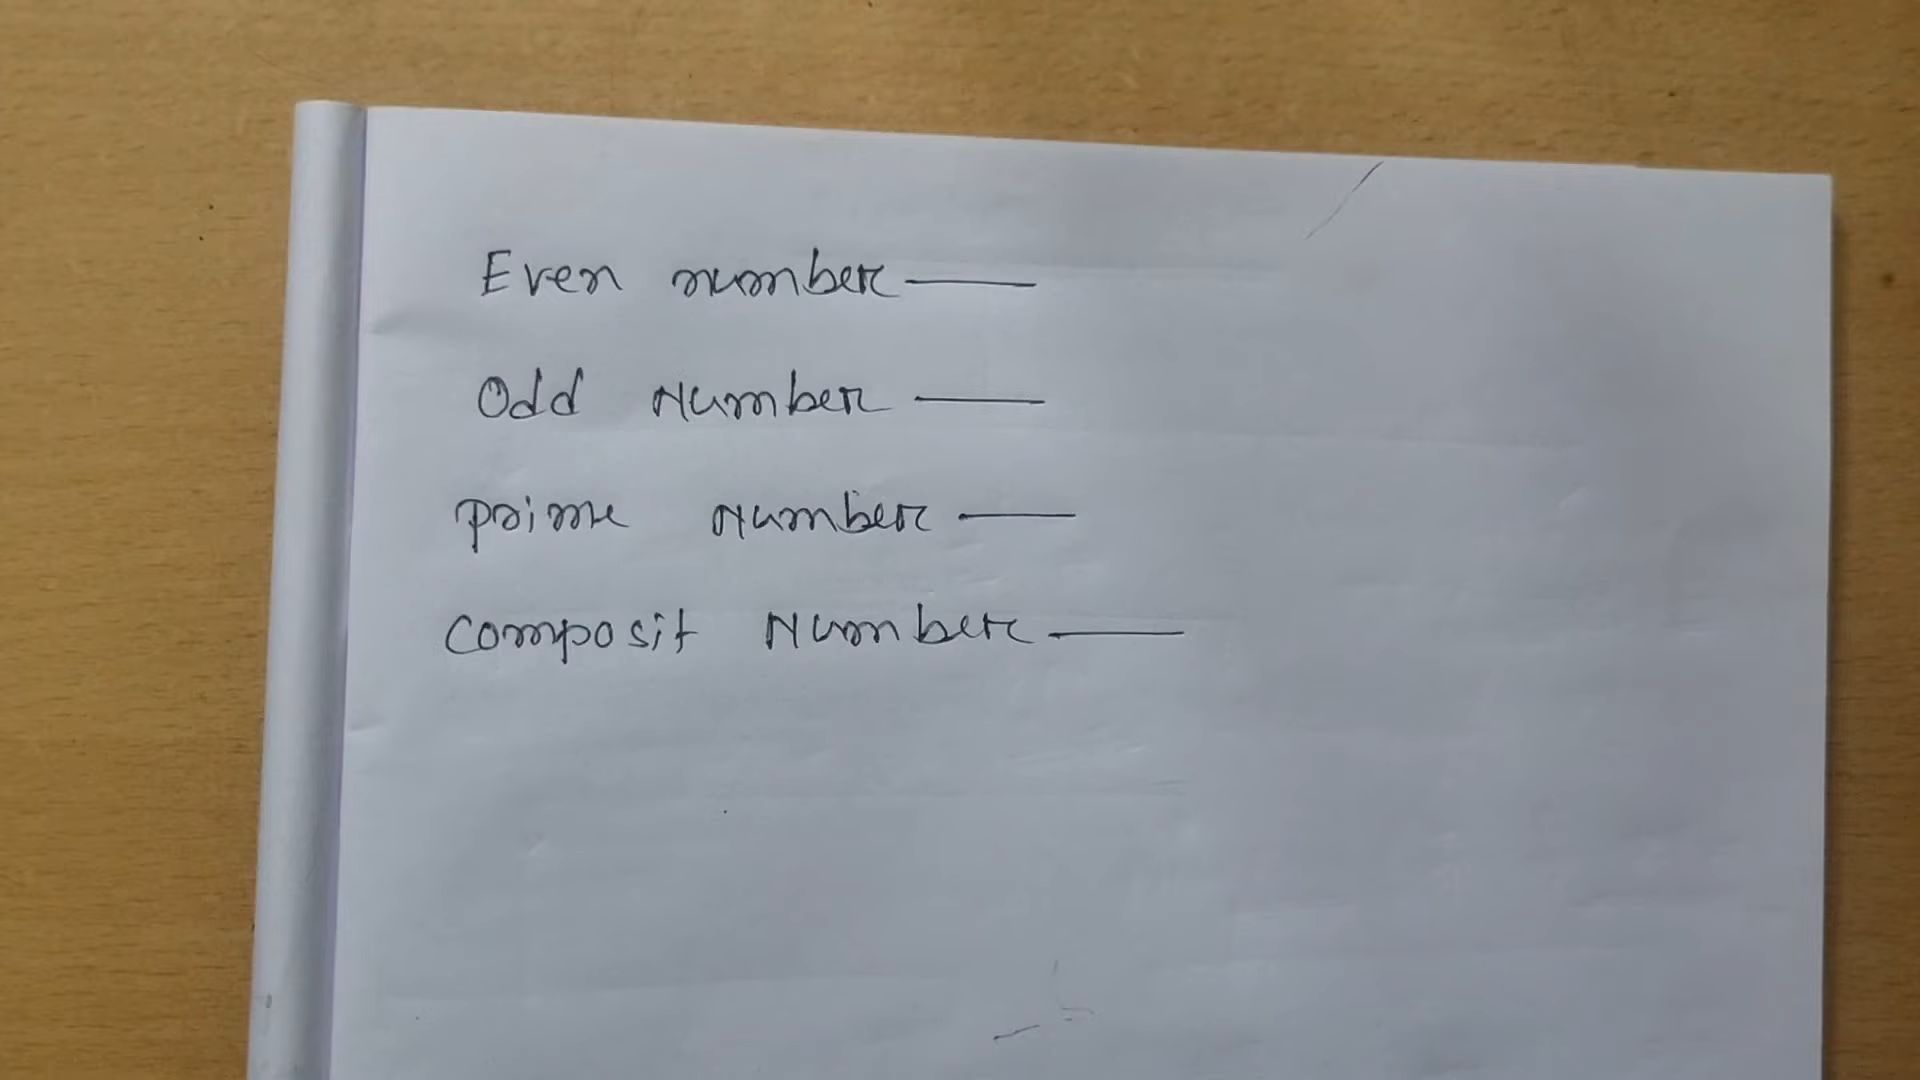 Even number —
Odd Number —
prime Number —
composit Number —